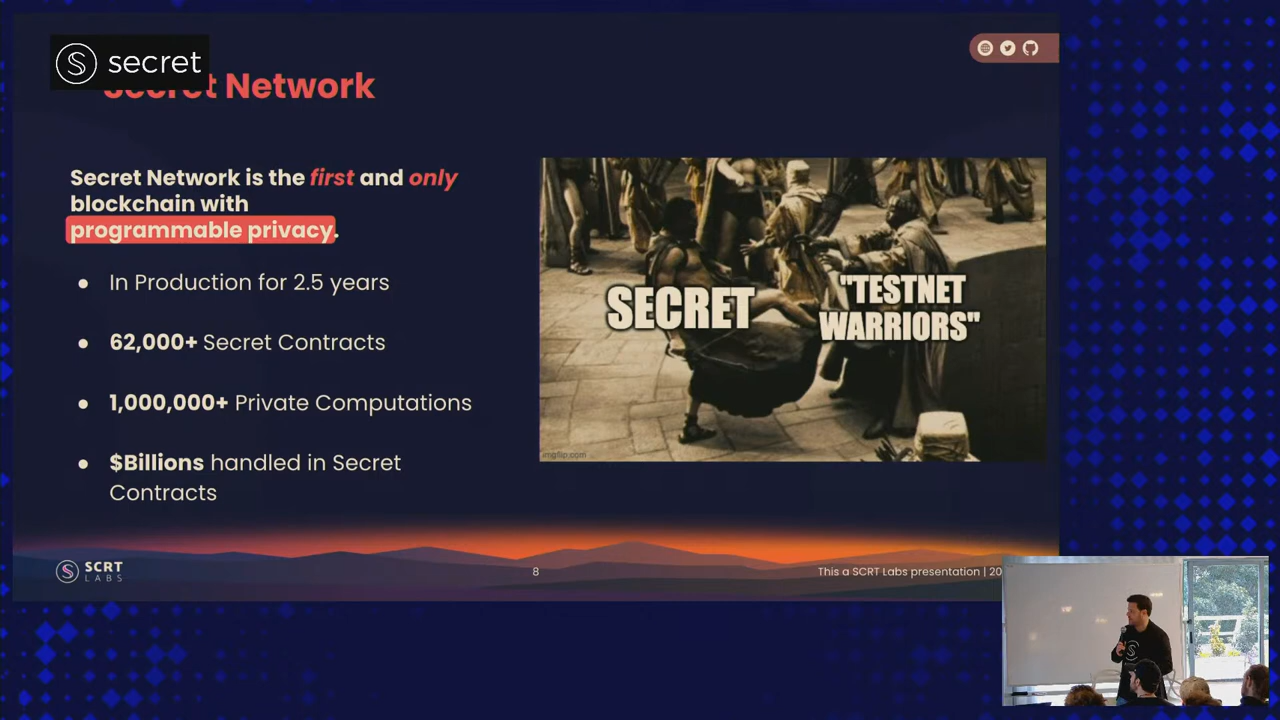 secret
Secret Network
Secret Network is the first and only
blockchain with
programmable privacy.
● In Production for 2.5 years
● 62,000+ Secret Contracts
● 1,000,000+ Private Computations
● $Billions handled in Secret
Contracts
SECRET
"TESTNET
WARRIORS"
imgflip.com
SCRT
LABS
8
This a SCRT Labs presentation | 20